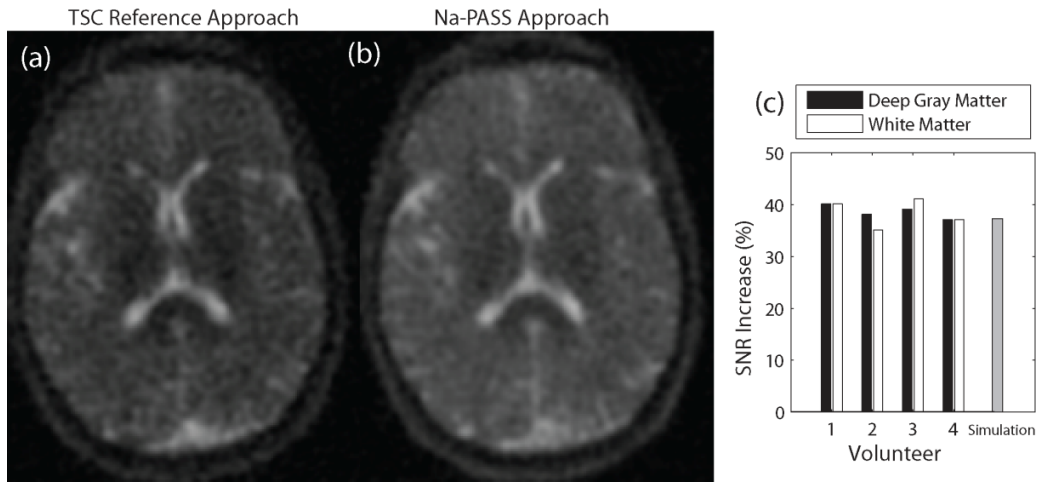 TSC Reference Approach
Na-PASS Approach
(a)
(b)
(c)
Deep Gray Matter
White Matter
SNR Increase (%)
50
40
30
20
10
0
1 2 3 4 Simulation
Volunteer